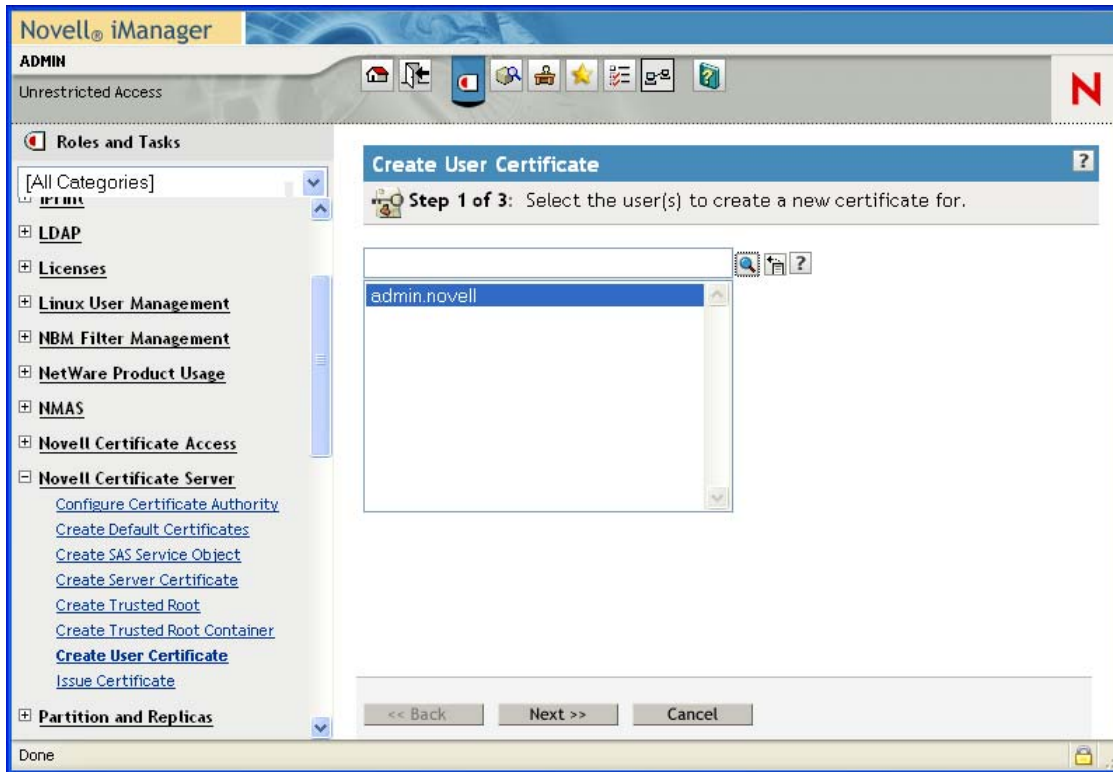 Novell® iManager
ADMIN
Unrestricted Access
N
Roles and Tasks
[All Categories]
iPrint
LDAP
Licenses
Linux User Management
NBM Filter Management
NetWare Product Usage
NMAS
Novell Certificate Access
Novell Certificate Server
Configure Certificate Authority
Create Default Certificates
Create SAS Service Object
Create Server Certificate
Create Trusted Root
Create Trusted Root Container
Create User Certificate
Issue Certificate
Partition and Replicas
Create User Certificate
?
Step 1 of 3: Select the user(s) to create a new certificate for.
?
admin.novell
<< Back
Next >>
Cancel
Done